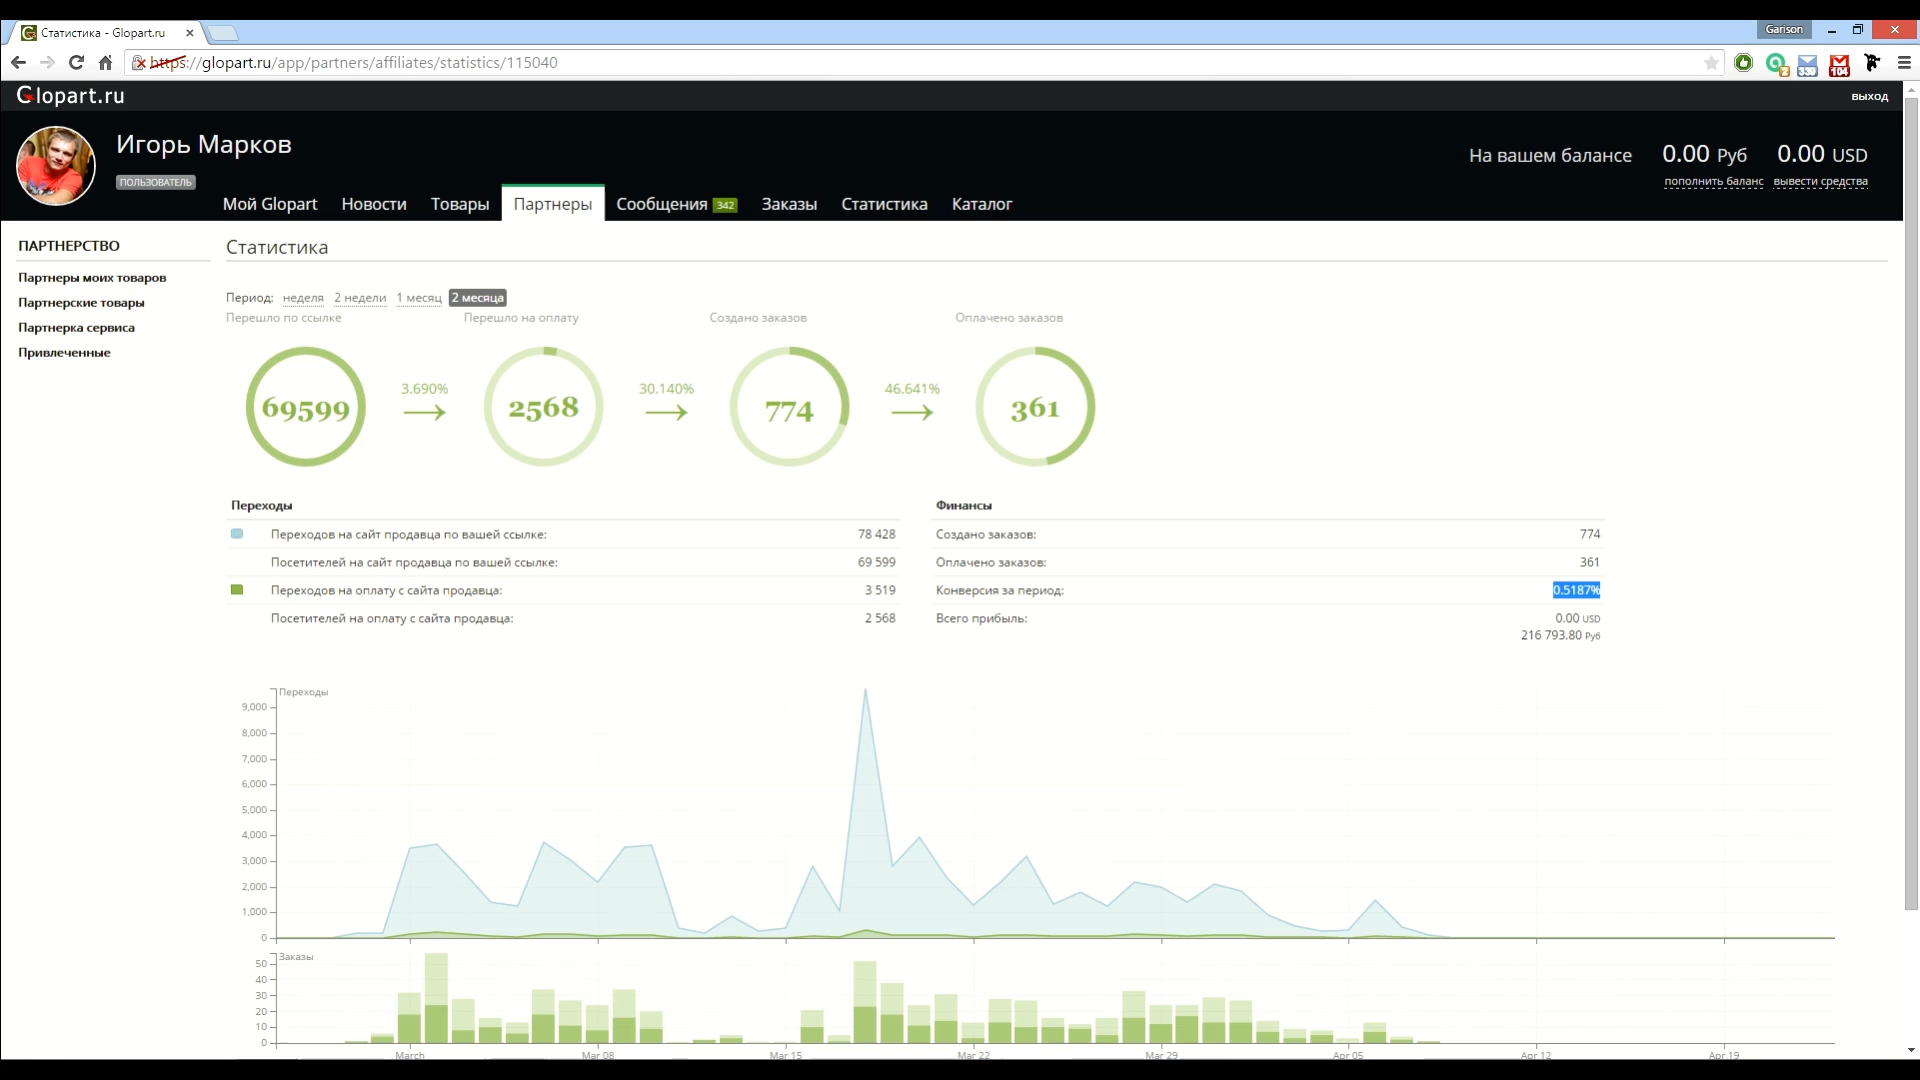 Статистика - Glopart.ru
Garison
https://glopart.ru/app/partners/affiliates/statistics/115040
2
330
104
Glopart.ru
выход
Игорь Марков
ПОЛЬЗОВАТЕЛЬ
На вашем балансе 0.00 Руб 0.00 USD
пополнить баланс вывести средства
Мой Glopart Новости Товары Партнеры Сообщения 342 Заказы Статистика Каталог
ПАРТНЕРСТВО
Партнеры моих товаров
Партнерские товары
Партнерка сервиса
Привлеченные
Статистика
Период: неделя 2 недели 1 месяц 2 месяца
Перешло по ссылке Перешло на оплату Создано заказов Оплачено заказов
69599 3.690% 2568 30.140% 774 46.641% 361
Переходы
Переходов на сайт продавца по вашей ссылке: 78 428
Посетителей на сайт продавца по вашей ссылке: 69 599
Переходов на оплату с сайта продавца: 3 519
Посетителей на оплату с сайта продавца: 2 568
Финансы
Создано заказов: 774
Оплачено заказов: 361
Конверсия за период: 0.5187%
Всего прибыль: 0.00 USD
216 793.80 Руб
Переходы
9,000
8,000
7,000
6,000
5,000
4,000
3,000
2,000
1,000
0
Заказы
50
40
30
20
10
0
March Mar 08 Mar 15 Mar 22 Mar 29 Apr 05 Apr 12 Apr 19